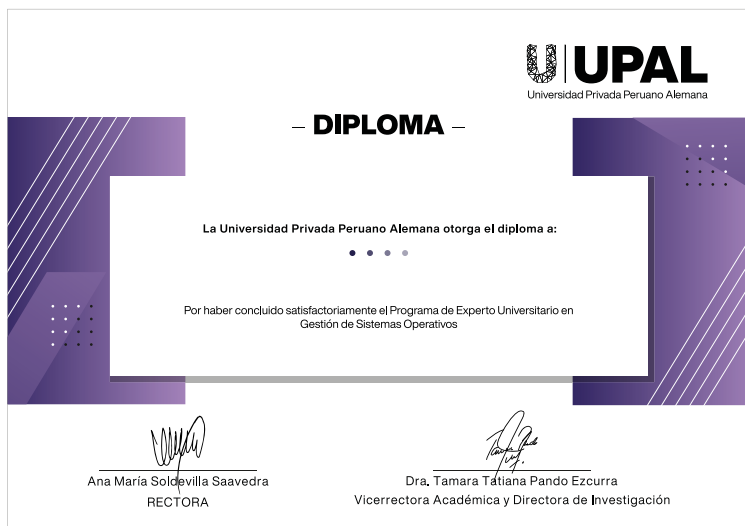 UPAL
Universidad Privada Peruano Alemana
– DIPLOMA –
La Universidad Privada Peruano Alemana otorga el diploma a:
Por haber concluido satisfactoriamente el Programa de Experto Universitario en
Gestión de Sistemas Operativos
Ana María Soldevilla Saavedra
RECTORA
Dra. Tamara Tatiana Pando Ezcurra
Vicerrectora Académica y Directora de Investigación